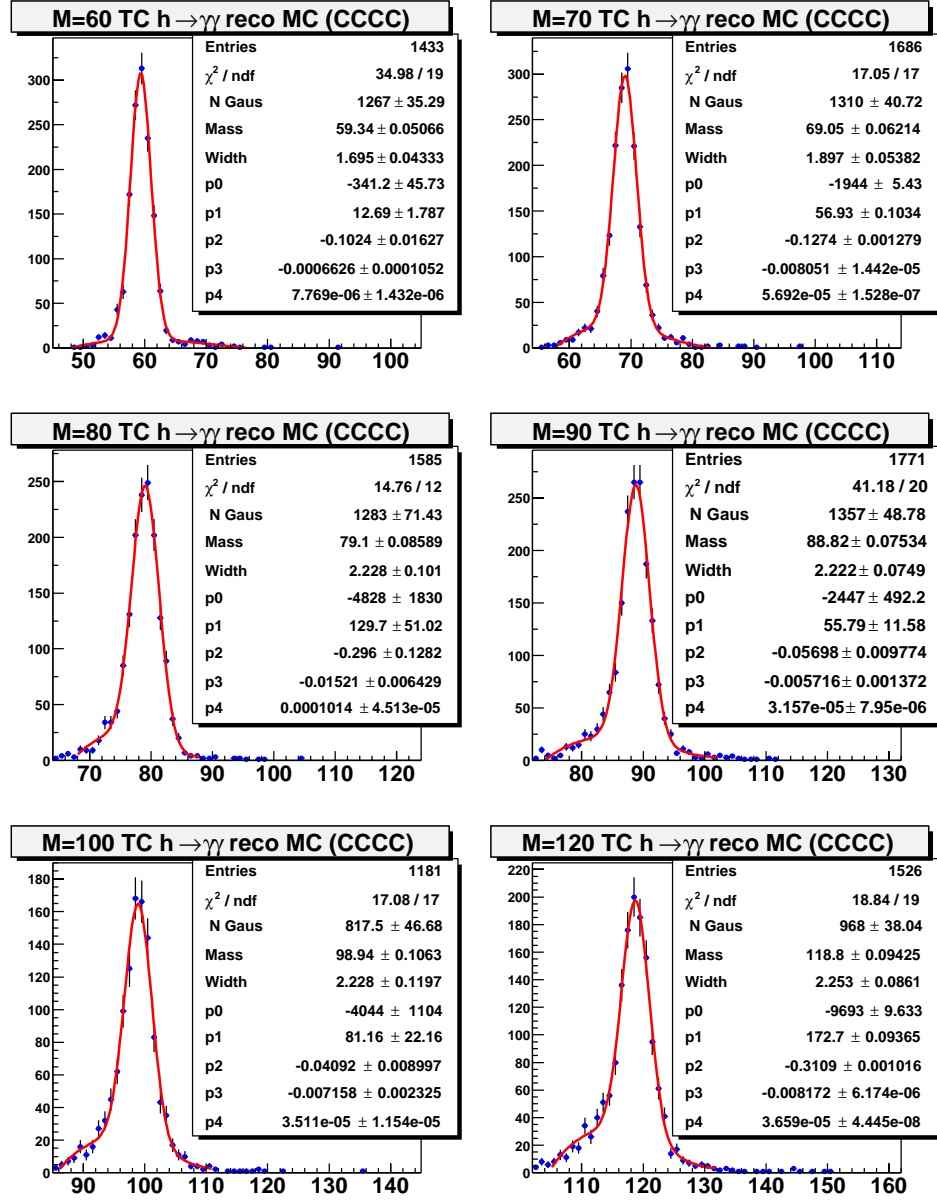 M=60 TC h →γγ reco MC (CCCC)
Entries 1433
χ² / ndf 34.98 / 19
N Gaus 1267 ± 35.29
Mass 59.34 ± 0.05066
Width 1.695 ± 0.04333
p0 -341.2 ± 45.73
p1 12.69 ± 1.787
p2 -0.1024 ± 0.01627
p3 -0.0006626 ± 0.0001052
p4 7.769e-06 ± 1.432e-06
300
250
200
150
100
50
0
50 60 70 80 90 100
M=70 TC h →γγ reco MC (CCCC)
Entries 1686
χ² / ndf 17.05 / 17
N Gaus 1310 ± 40.72
Mass 69.05 ± 0.06214
Width 1.897 ± 0.05382
p0 -1944 ± 5.43
p1 56.93 ± 0.1034
p2 -0.1274 ± 0.001279
p3 -0.008051 ± 1.442e-05
p4 5.692e-05 ± 1.528e-07
300
250
200
150
100
50
0
60 70 80 90 100 110
M=80 TC h →γγ reco MC (CCCC)
Entries 1585
χ² / ndf 14.76 / 12
N Gaus 1283 ± 71.43
Mass 79.1 ± 0.08589
Width 2.228 ± 0.101
p0 -4828 ± 1830
p1 129.7 ± 51.02
p2 -0.296 ± 0.1282
p3 -0.01521 ± 0.006429
p4 0.0001014 ± 4.513e-05
250
200
150
100
50
0
70 80 90 100 110 120
M=90 TC h →γγ reco MC (CCCC)
Entries 1771
χ² / ndf 41.18 / 20
N Gaus 1357 ± 48.78
Mass 88.82 ± 0.07534
Width 2.222 ± 0.0749
p0 -2447 ± 492.2
p1 55.79 ± 11.58
p2 -0.05698 ± 0.009774
p3 -0.005716 ± 0.001372
p4 3.157e-05 ± 7.95e-06
250
200
150
100
50
0
80 90 100 110 120 130
M=100 TC h →γγ reco MC (CCCC)
Entries 1181
χ² / ndf 17.08 / 17
N Gaus 817.5 ± 46.68
Mass 98.94 ± 0.1063
Width 2.228 ± 0.1197
p0 -4044 ± 1104
p1 81.16 ± 22.16
p2 -0.04092 ± 0.008997
p3 -0.007158 ± 0.002325
p4 3.511e-05 ± 1.154e-05
180
160
140
120
100
80
60
40
20
0
90 100 110 120 130 140
M=120 TC h →γγ reco MC (CCCC)
Entries 1526
χ² / ndf 18.84 / 19
N Gaus 968 ± 38.04
Mass 118.8 ± 0.09425
Width 2.253 ± 0.0861
p0 -9693 ± 9.633
p1 172.7 ± 0.09365
p2 -0.3109 ± 0.001016
p3 -0.008172 ± 6.174e-06
p4 3.659e-05 ± 4.445e-08
220
200
180
160
140
120
100
80
60
40
20
0
110 120 130 140 150 160